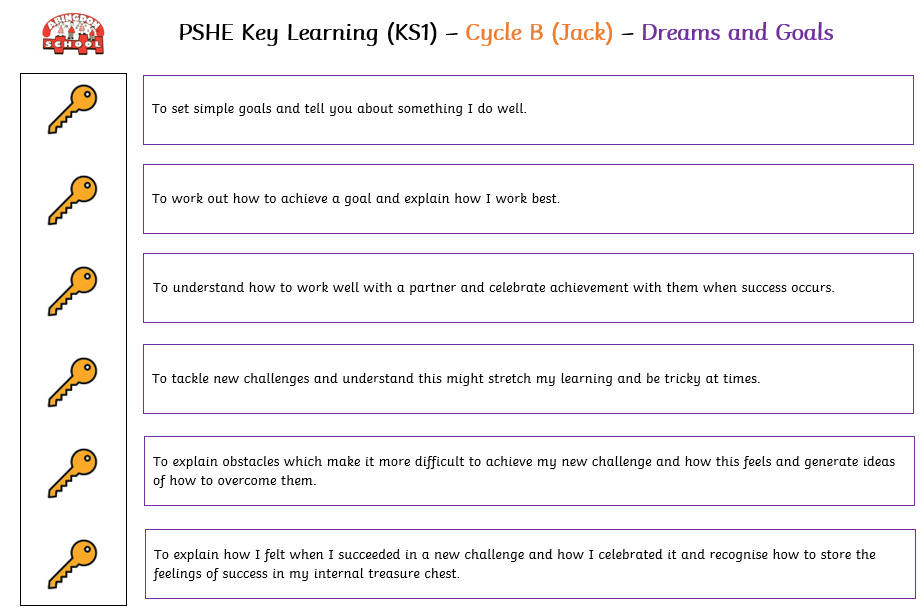 ABINGDON
SCHOOL
PSHE Key Learning (KS1) – Cycle B (Jack) – Dreams and Goals
To set simple goals and tell you about something I do well.
To work out how to achieve a goal and explain how I work best.
To understand how to work well with a partner and celebrate achievement with them when success occurs.
To tackle new challenges and understand this might stretch my learning and be tricky at times.
To explain obstacles which make it more difficult to achieve my new challenge and how this feels and generate ideas
of how to overcome them.
To explain how I felt when I succeeded in a new challenge and how I celebrated it and recognise how to store the
feelings of success in my internal treasure chest.